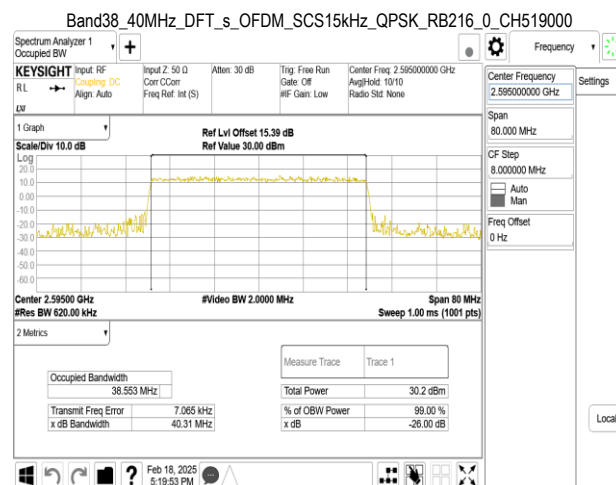 Band38_40MHz_DFT_s_OFDM_SCS15kHz_QPSK_RB216_0_CH519000
Spectrum Analyzer 1
Occupied BW
Frequency
KEYSIGHT
R L
LXI
Input: RF
Coupling: DC
Align: Auto
Input Z: 50 Ω
Corr CCorr
Freq Ref: Int (S)
Atten: 30 dB
Trig: Free Run
Gate: Off
#IF Gain: Low
Center Freq: 2.595000000 GHz
Avg|Hold: 10/10
Radio Std: None
Center Frequency
2.595000000 GHz
Settings
Span
80.000 MHz
CF Step
8.000000 MHz
Auto
Man
Freq Offset
0 Hz
Local
1 Graph
Scale/Div 10.0 dB
Ref Lvl Offset 15.39 dB
Ref Value 30.00 dBm
Log
20.0
10.0
0.00
-10.0
-20.0
-30.0
-40.0
-50.0
-60.0
Center 2.59500 GHz
#Video BW 2.0000 MHz
Span 80 MHz
#Res BW 620.00 kHz
Sweep 1.00 ms (1001 pts)
2 Metrics
Measure Trace Trace 1
Occupied Bandwidth
38.553 MHz
Total Power 30.2 dBm
Transmit Freq Error 7.065 kHz
% of OBW Power 99.00 %
x dB Bandwidth 40.31 MHz
x dB -26.00 dB
Feb 18, 2025
5:19:53 PM